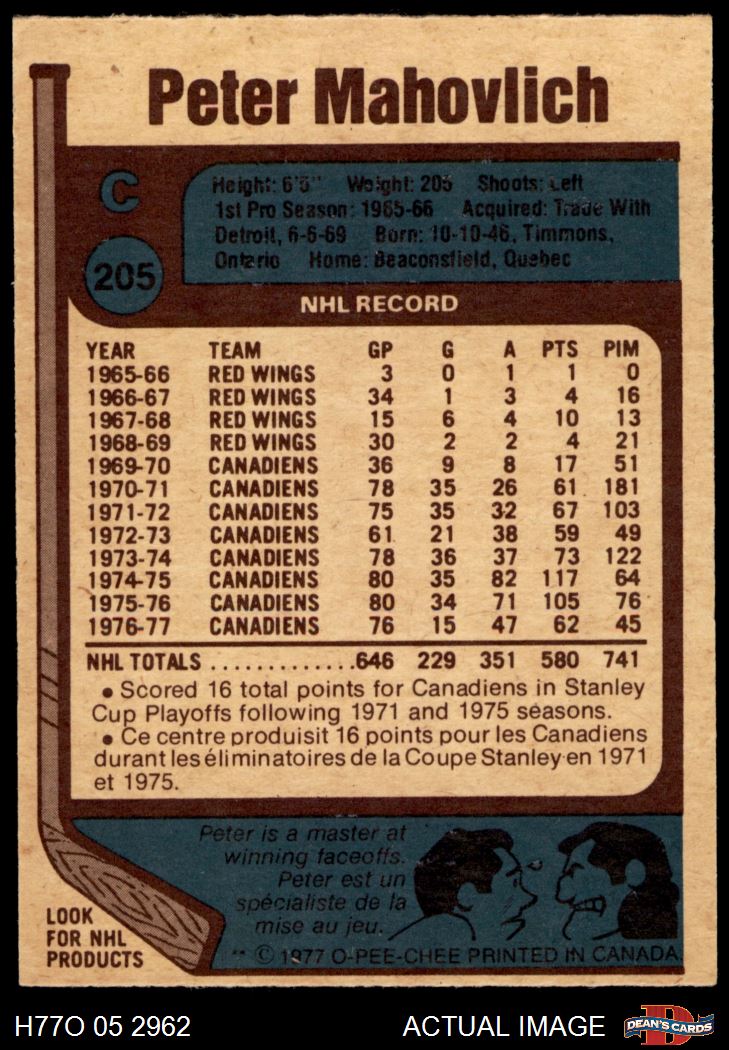 Peter Mahovlich
C
Height: 6'5" Weight: 205 Shoots: Left
1st Pro Season: 1965-66 Acquired: Trade With
Detroit, 6-6-69 Born: 10-10-46, Timmons,
Ontario Home: Beaconsfield, Quebec
205
NHL RECORD
YEAR TEAM GP G A PTS PIM
1965-66 RED WINGS 3 0 1 1 0
1966-67 RED WINGS 34 1 3 4 16
1967-68 RED WINGS 15 6 4 10 13
1968-69 RED WINGS 30 2 2 4 21
1969-70 CANADIENS 36 9 8 17 51
1970-71 CANADIENS 78 35 26 61 181
1971-72 CANADIENS 75 35 32 67 103
1972-73 CANADIENS 61 21 38 59 49
1973-74 CANADIENS 78 36 37 73 122
1974-75 CANADIENS 80 35 82 117 64
1975-76 CANADIENS 80 34 71 105 76
1976-77 CANADIENS 76 15 47 62 45
NHL TOTALS ............646 229 351 580 741
• Scored 16 total points for Canadiens in Stanley
Cup Playoffs following 1971 and 1975 seasons.
• Ce centre produisit 16 points pour les Canadiens
durant les éliminatoires de la Coupe Stanley en 1971
et 1975.
Peter is a master at
winning faceoffs.
Peter est un
spécialiste de la
mise au jeu.
LOOK
FOR NHL
PRODUCTS
** © 1977 O-PEE-CHEE PRINTED IN CANADA
H77O 05 2962 ACTUAL IMAGE
D
DEAN'S CARDS